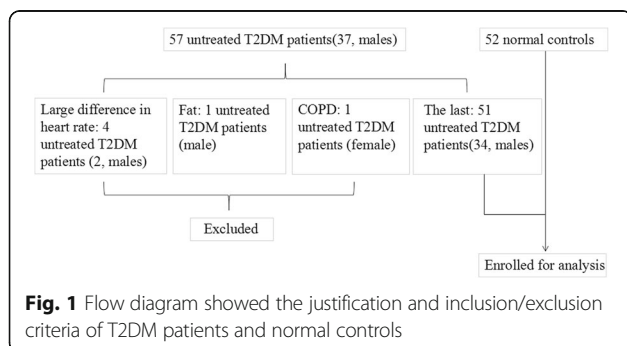 57 untreated T2DM patients(37, males)
52 normal controls
Large difference in
heart rate: 4
untreated T2DM
patients (2, males)
Fat: 1 untreated
T2DM patients
(male)
COPD: 1
untreated T2DM
patients (female)
The last: 51
untreated T2DM
patients(34, males)
Excluded
Enrolled for analysis
Fig. 1 Flow diagram showed the justification and inclusion/exclusion
criteria of T2DM patients and normal controls